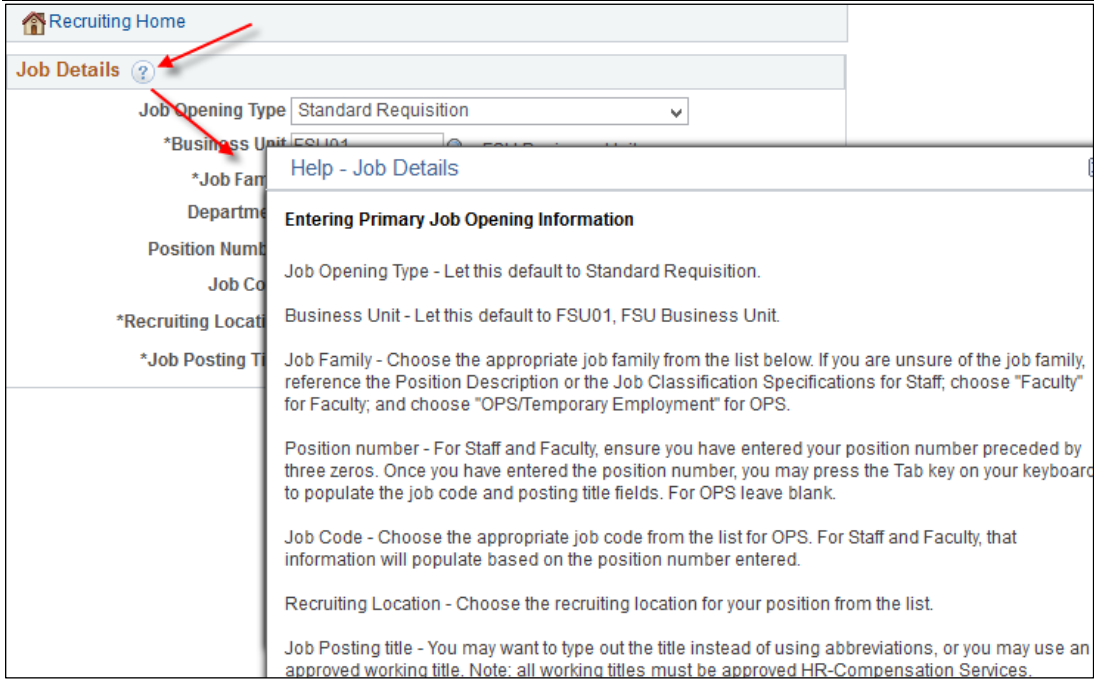 Recruiting Home
Job Details ?
Job Opening Type Standard Requisition
*Business Unit FSU01
*Job Fam
Departme
Position Numb
Job Co
*Recruiting Locati
*Job Posting Ti
Help - Job Details
Entering Primary Job Opening Information
Job Opening Type - Let this default to Standard Requisition.
Business Unit - Let this default to FSU01, FSU Business Unit.
Job Family - Choose the appropriate job family from the list below. If you are unsure of the job family,
reference the Position Description or the Job Classification Specifications for Staff; choose "Faculty"
for Faculty; and choose "OPS/Temporary Employment" for OPS.
Position number - For Staff and Faculty, ensure you have entered your position number preceded by
three zeros. Once you have entered the position number, you may press the Tab key on your keyboard
to populate the job code and posting title fields. For OPS leave blank.
Job Code - Choose the appropriate job code from the list for OPS. For Staff and Faculty, that
information will populate based on the position number entered.
Recruiting Location - Choose the recruiting location for your position from the list.
Job Posting title - You may want to type out the title instead of using abbreviations, or you may use an
approved working title. Note: all working titles must be approved HR-Compensation Services.